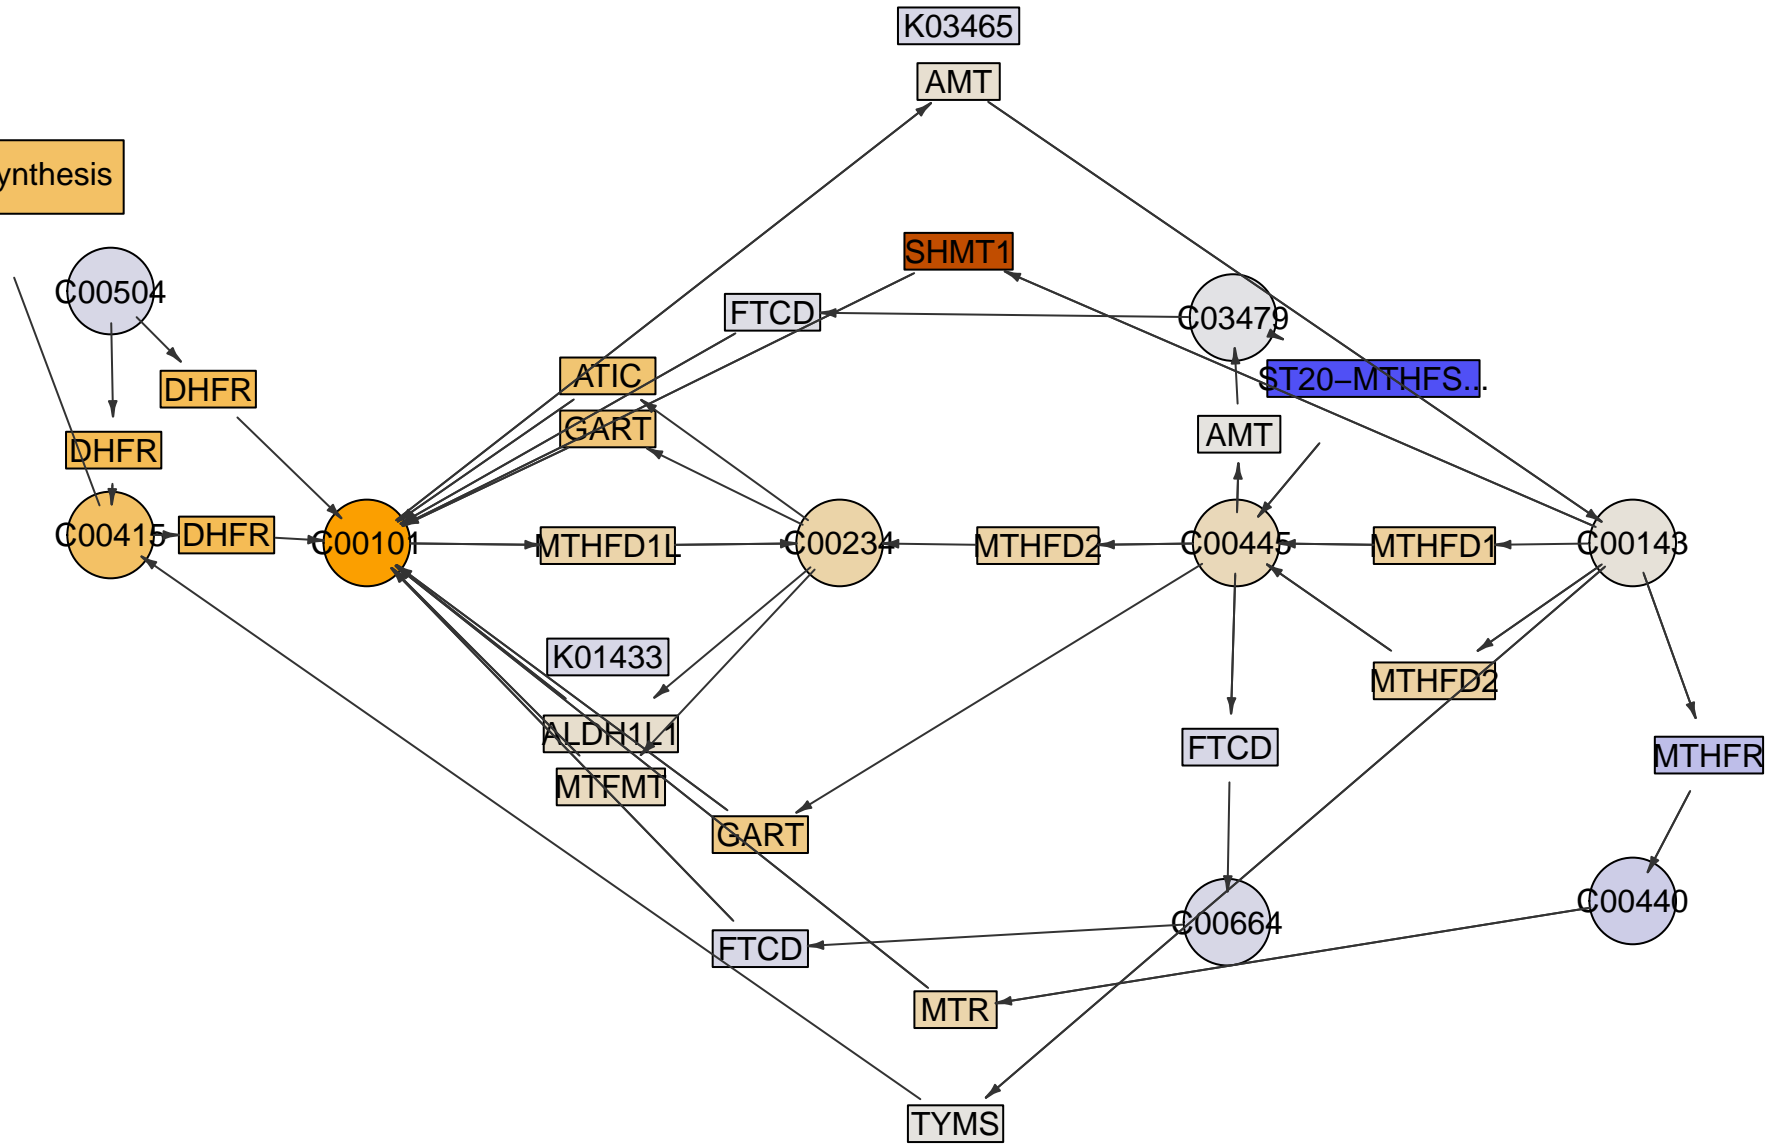 K03465
AMT
ynthesis
SHMT1
C00504
FTCD
C03479
ATIC
ST20−MTHFS...
DHFR
GART
AMT
DHFR
C00415
DHFR
C00101
MTHFD1L
C00234
MTHFD2
C00445
MTHFD1
C00143
K01433
MTHFD2
ALDH1L1
FTCD
MTHFR
MTFMT
GART
C00440
C00664
FTCD
MTR
TYMS